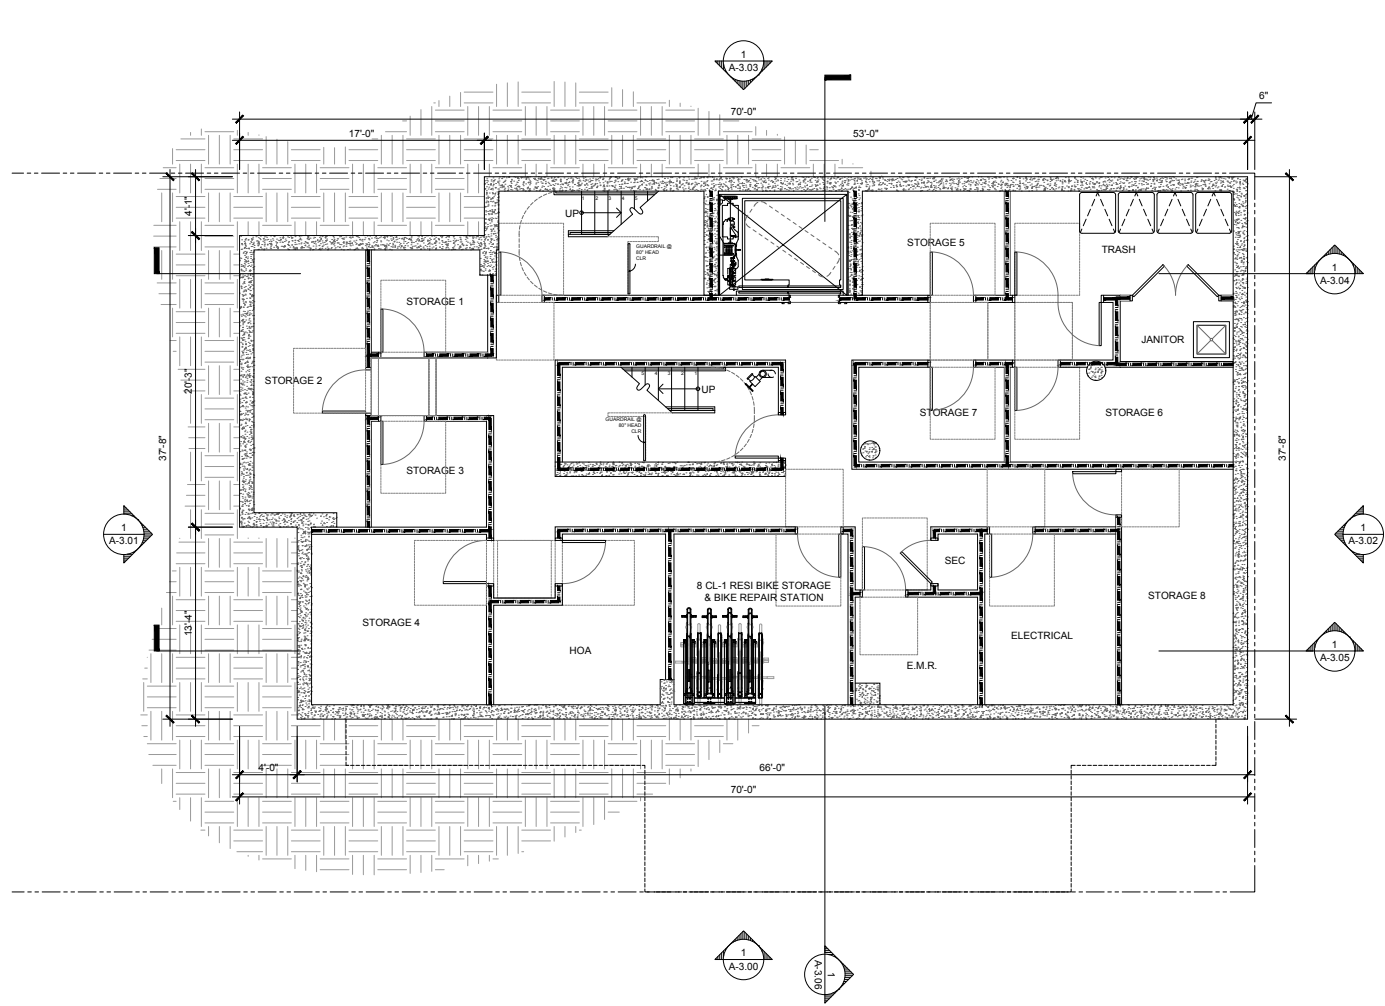 1
A-3.03
6"
70'-0"
17'-0"
53'-0"
4'-1"
UP
GUARDRAIL @
80" HEAD
CLR
STORAGE 5
TRASH
1
A-3.04
STORAGE 1
JANITOR
STORAGE 2
20'-3"
UP
GUARDRAIL @
80" HEAD
CLR
STORAGE 7
STORAGE 6
37'-8"
37'-8"
STORAGE 3
1
A-3.01
1
A-3.02
SEC
8 CL-1 RESI BIKE STORAGE
& BIKE REPAIR STATION
STORAGE 8
13'-4"
STORAGE 4
ELECTRICAL
HOA
E.M.R.
1
A-3.05
4'-0"
66'-0"
70'-0"
1
A-3.00
1
A-3.06